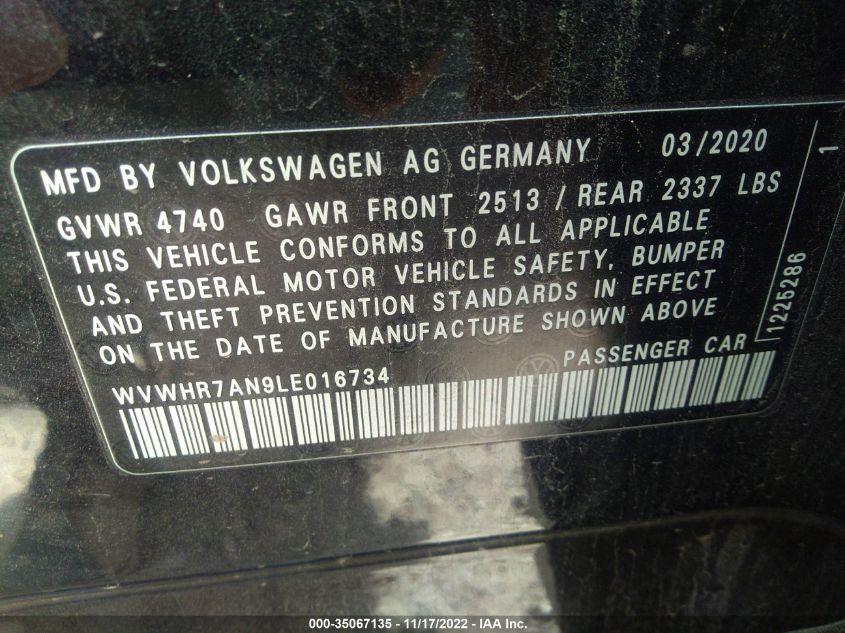 MFD BY VOLKSWAGEN AG GERMANY 03/2020
GVWR 4740 GAWR FRONT 2513 / REAR 2337 LBS
THIS VEHICLE CONFORMS TO ALL APPLICABLE
U.S. FEDERAL MOTOR VEHICLE SAFETY, BUMPER
AND THEFT PREVENTION STANDARDS IN EFFECT
ON THE DATE OF MANUFACTURE SHOWN ABOVE
PASSENGER CAR
WVWHR7AN9LE016734
1225286
1
000-35067135 - 11/17/2022 - IAA Inc.